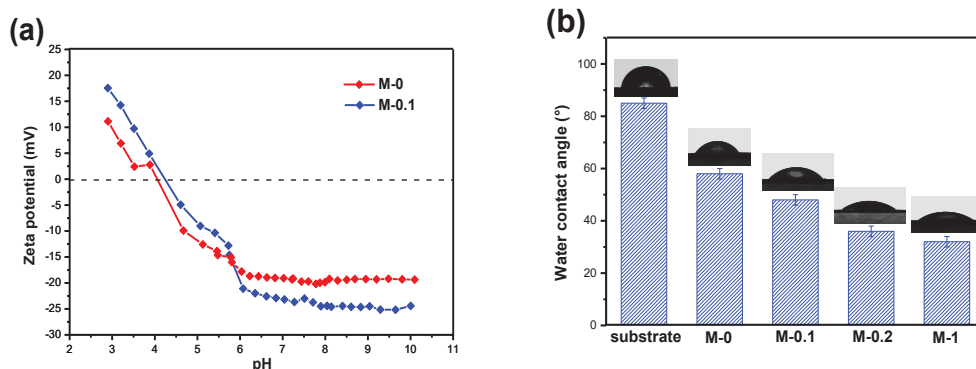 (a)
25
20
15
10
5
0
-5
-10
-15
-20
-25
-30
Zeta potential (mV)
M-0
M-0.1
2 3 4 5 6 7 8 9 10 11
pH
(b)
100
80
60
40
20
0
Water contact angle (°)
substrate M-0 M-0.1 M-0.2 M-1